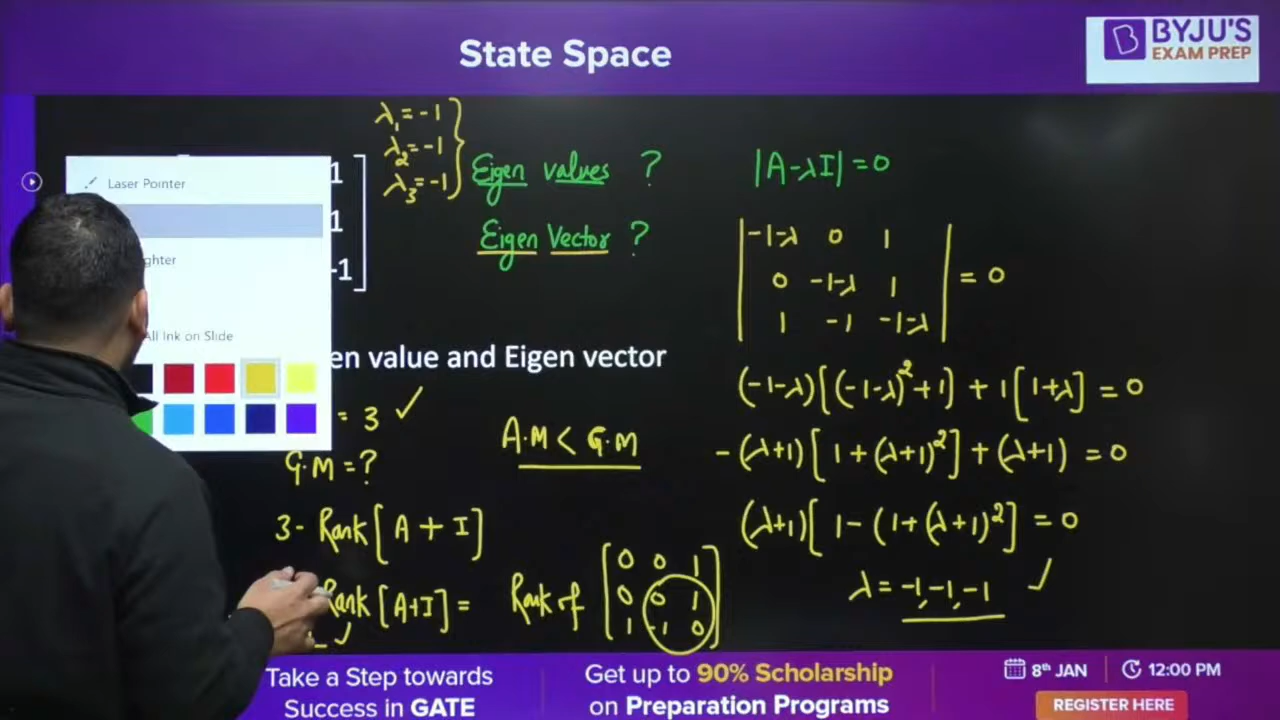 State Space
BYJU'S
EXAM PREP
λ₁ = -1
λ₂ = -1
λ₃ = -1
Laser Pointer
ghter
All Ink on Slide
1
1
-1
Eigen values ?
Eigen Vector ?
|A-λI| = 0
-1-λ 0 1
0 -1-λ 1 = 0
1 -1 -1-λ
en value and Eigen vector
= 3 ✓
G.M = ?
A.M < G.M
3 - Rank[A + I]
Rank[A+I] = Rank of
0 0 1
0 0 1
1 -1 0
(-1-λ)[(-1-λ)² + 1] + 1[1+λ] = 0
-(λ+1)[1 + (λ+1)²] + (λ+1) = 0
(λ+1)[1 - (1 + (λ+1)²] = 0
λ = -1, -1, -1 ✓
Take a Step towards
Success in GATE
Get up to 90% Scholarship
on Preparation Programs
8th JAN
12:00 PM
REGISTER HERE